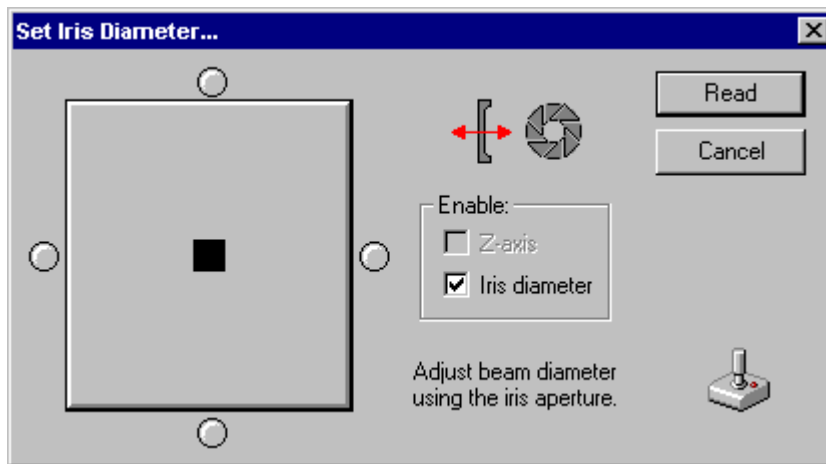 Set Iris Diameter...
Read
Cancel
Enable:
Z-axis
Iris diameter
Adjust beam diameter
using the iris aperture.